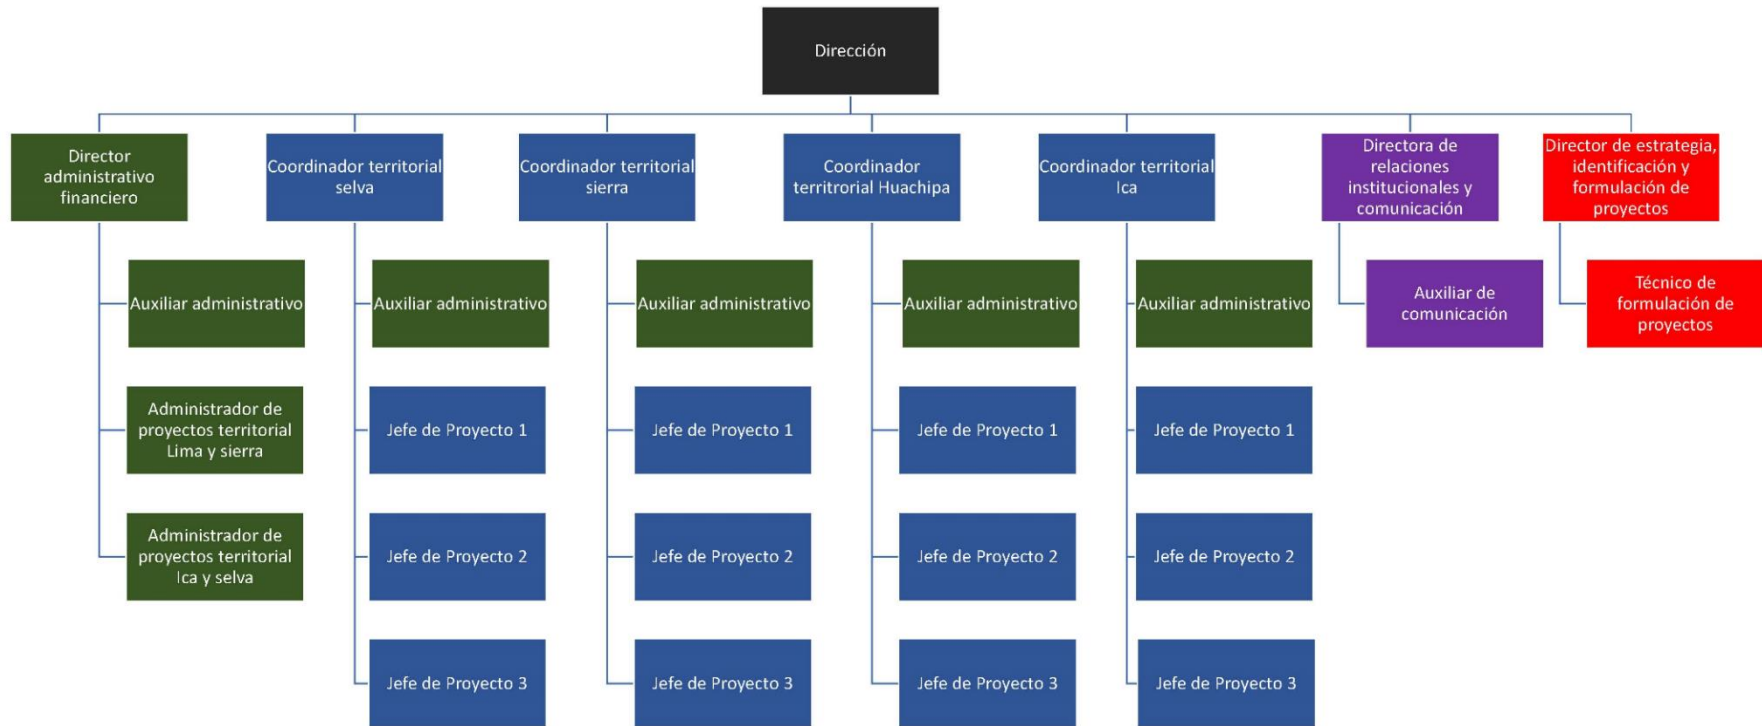 Dirección
Director
administrativo
financiero
Coordinador territorial
selva
Coordinador territorial
sierra
Coordinador
territrorial Huachipa
Coordinador territorial
Ica
Directora de
relaciones
institucionales y
comunicación
Director de estrategia,
identificación y
formulación de
proyectos
Auxiliar administrativo
Auxiliar administrativo
Auxiliar administrativo
Auxiliar administrativo
Auxiliar administrativo
Auxiliar de
comunicación
Técnico de
formulación de
proyectos
Administrador de
proyectos territorial
Lima y sierra
Jefe de Proyecto 1
Jefe de Proyecto 1
Jefe de Proyecto 1
Jefe de Proyecto 1
Administrador de
proyectos territorial
Ica y selva
Jefe de Proyecto 2
Jefe de Proyecto 2
Jefe de Proyecto 2
Jefe de Proyecto 2
Jefe de Proyecto 3
Jefe de Proyecto 3
Jefe de Proyecto 3
Jefe de Proyecto 3